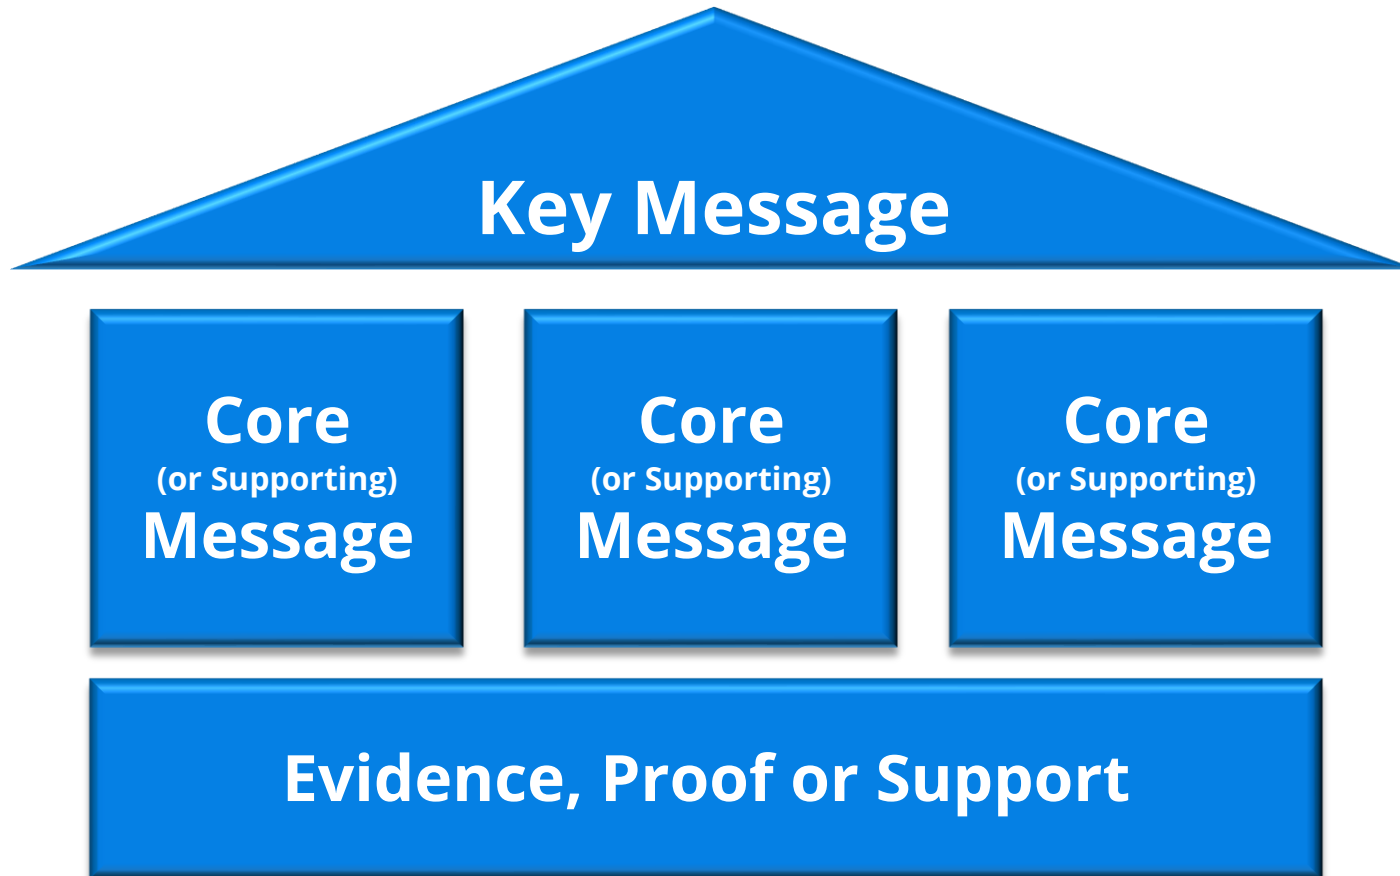 Key Message
Core
(or Supporting)
Message
Core
(or Supporting)
Message
Core
(or Supporting)
Message
Evidence, Proof or Support